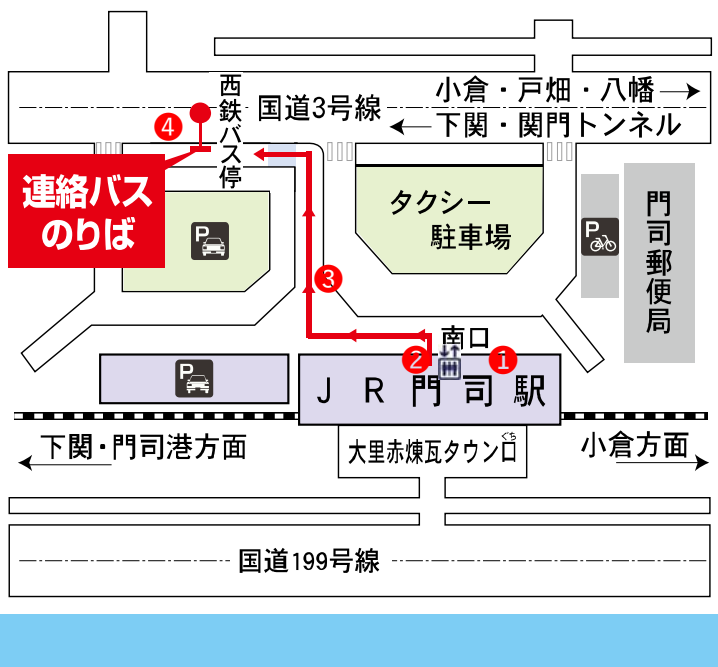 西鉄バス停
国道3号線
小倉・戸畑・八幡
下関・関門トンネル
4
連絡バス
のりば
P
タクシー
駐車場
P
門司郵便局
3
南口
2
1
P
JR門司駅
下関・門司港方面
大里赤煉瓦タウン口
ぐち
小倉方面
国道199号線